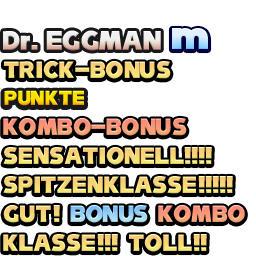 Dr. EGGMAN m
TRICK-BONUS
PUNKTE
KOMBO-BONUS
SENSATIONELL!!!!
SPITZENKLASSE!!!!!
GUT! BONUS KOMBO
KLASSE!!! TOLL!!